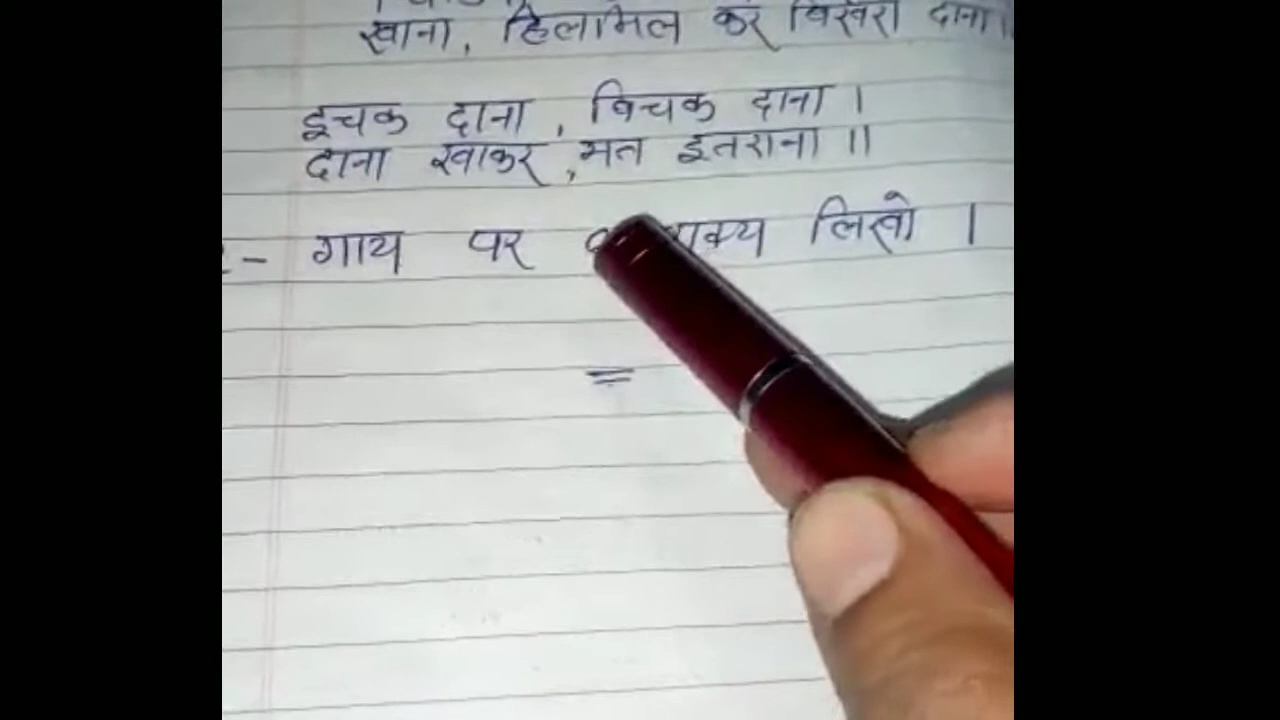 खाना, हिलमिल कर बिखरा दाना।
इचक दाना, बिचक दाना।
दाना खाकर, मत इतराना॥
- गाय पर वाक्य लिखो।
=